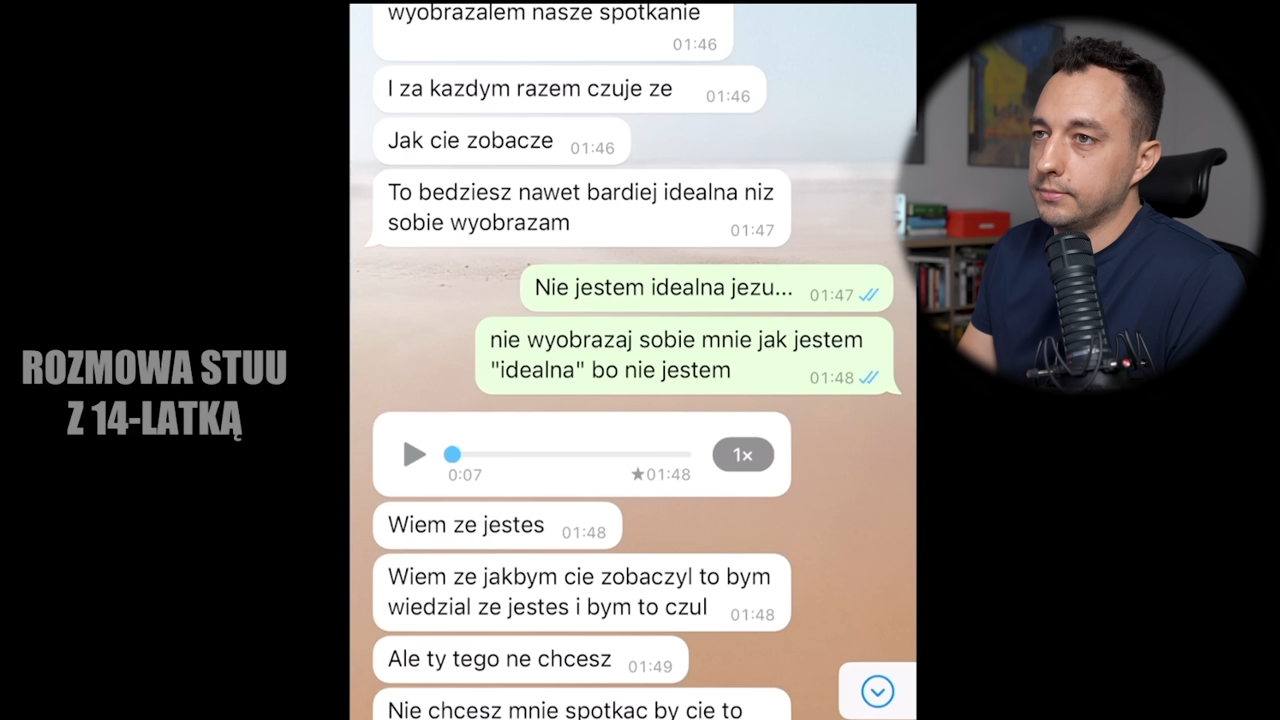 wyobrazalem nasze spotkanie
01:46
I za kazdym razem czuje ze 01:46
Jak cie zobacze 01:46
To bedziesz nawet bardiej idealna niz
sobie wyobrazam 01:47
Nie jestem idealna jezu... 01:47
nie wyobrazaj sobie mnie jak jestem
"idealna" bo nie jestem 01:48
1x
0:07 ★01:48
Wiem ze jestes 01:48
Wiem ze jakbym cie zobaczyl to bym
wiedzial ze jestes i bym to czul 01:48
Ale ty tego ne chcesz 01:49
Nie chcesz mnie spotkac by cie to
ROZMOWA STUU
Z 14-LATKĄ